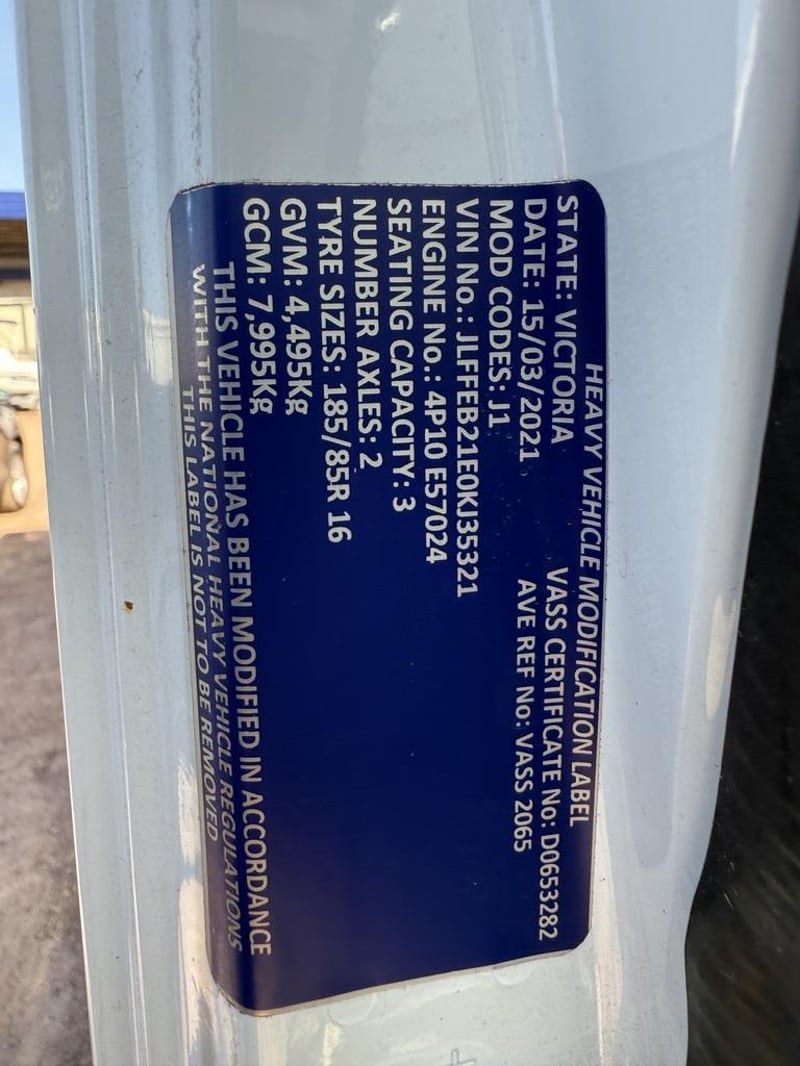 HEAVY VEHICLE MODIFICATION LABEL
STATE: VICTORIA VASS CERTIFICATE No: D0653282
DATE: 15/03/2021 AVE REF No: VASS 2065
MOD CODES: J1
VIN No.: JLFFEB21E0KJ35321
ENGINE No.: 4P10 E57024
SEATING CAPACITY: 3
NUMBER AXLES: 2
TYRE SIZES: 185/85R 16
GVM: 4,495Kg
GCM: 7,995Kg
THIS VEHICLE HAS BEEN MODIFIED IN ACCORDANCE
WITH THE NATIONAL HEAVY VEHICLE REGULATIONS
THIS LABEL IS NOT TO BE REMOVED